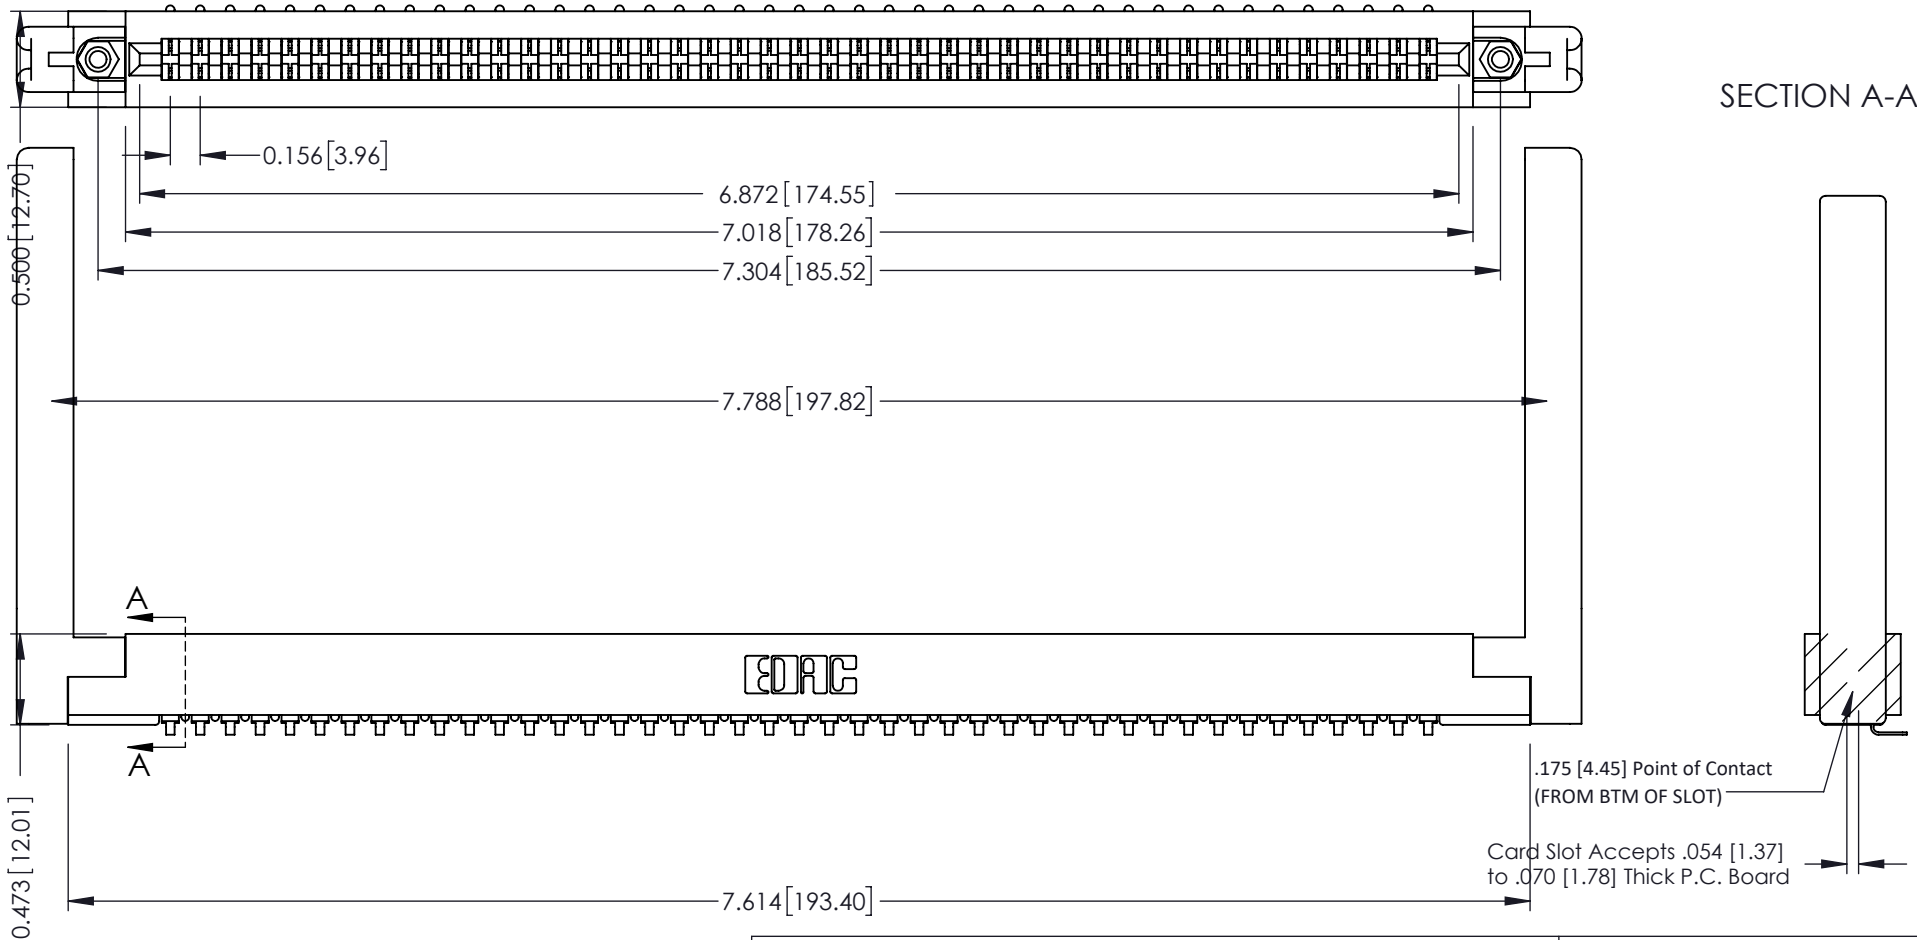 SECTION A-A
0.156[3.96]
0.500[12.70]
6.872[174.55]
7.018[178.26]
7.304[185.52]
7.788[197.82]
A
EDAC
A
.175 [4.45] Point of Contact
(FROM BTM OF SLOT)
0.473[12.01]
Card Slot Accepts .054 [1.37]
to .070 [1.78] Thick P.C. Board
7.614[193.40]